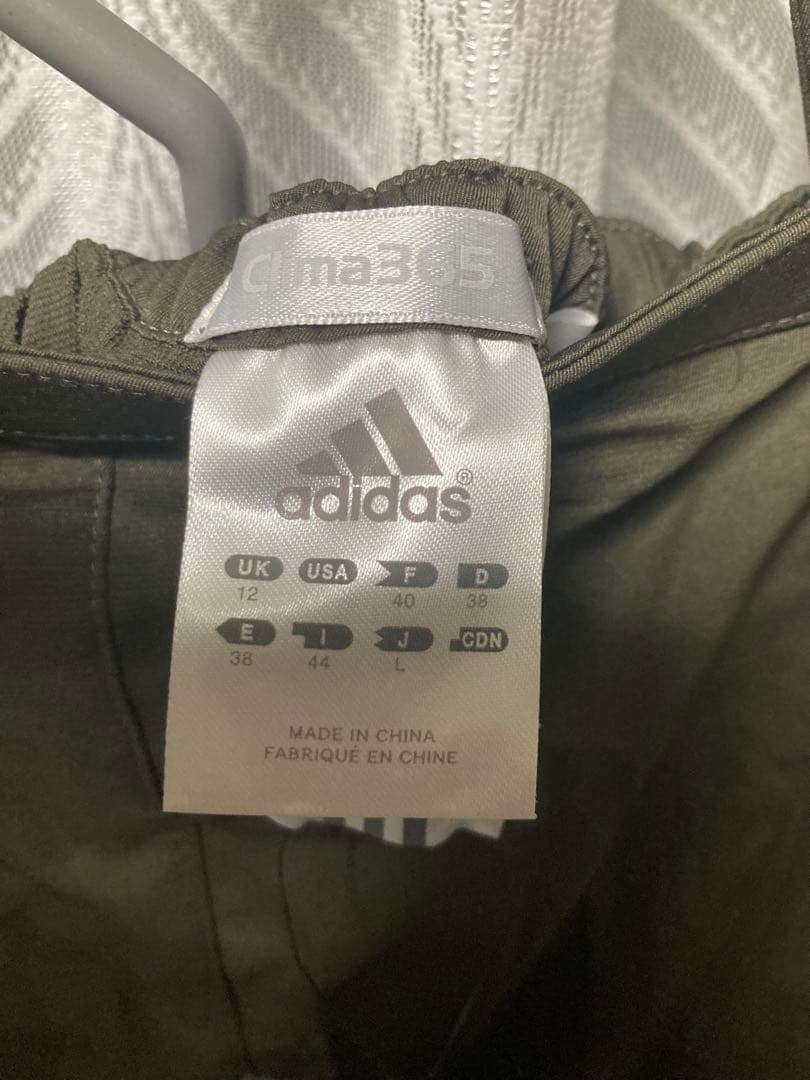 Clima365
adidas®
UK USA F D
12 40 38
E I J CDN
38 44 L
MADE IN CHINA
FABRIQUÉ EN CHINE